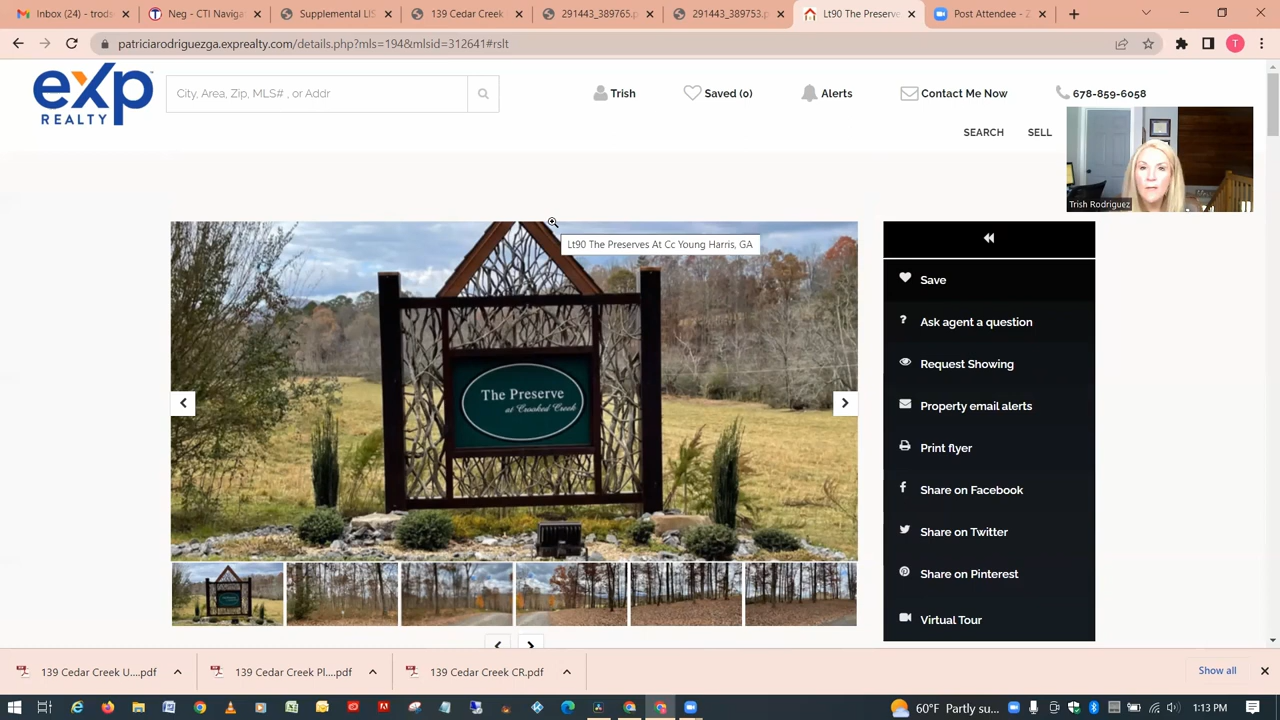 Inbox (24) - trods
Neg - CTI Navigat
Supplemental LIS
139 Cedar Creek
291443_389765.p
291443_389753.p
Lt90 The Preserve
Post Attendee - Z
patriciarodriguezga.exprealty.com/details.php?mls=194&mlsid=312641#rslt
T
exp
REALTY
City, Area, Zip, MLS# , or Addr
Trish
Saved (0)
Alerts
Contact Me Now
678-859-6058
SEARCH
SELL
Trish Rodriguez
Lt90 The Preserves At Cc Young Harris, GA
The Preserve
at Crooked Creek
Save
Ask agent a question
Request Showing
Property email alerts
Print flyer
Share on Facebook
Share on Twitter
Share on Pinterest
Virtual Tour
139 Cedar Creek U....pdf
139 Cedar Creek Pl....pdf
139 Cedar Creek CR.pdf
Show all
60°F Partly su...
1:13 PM